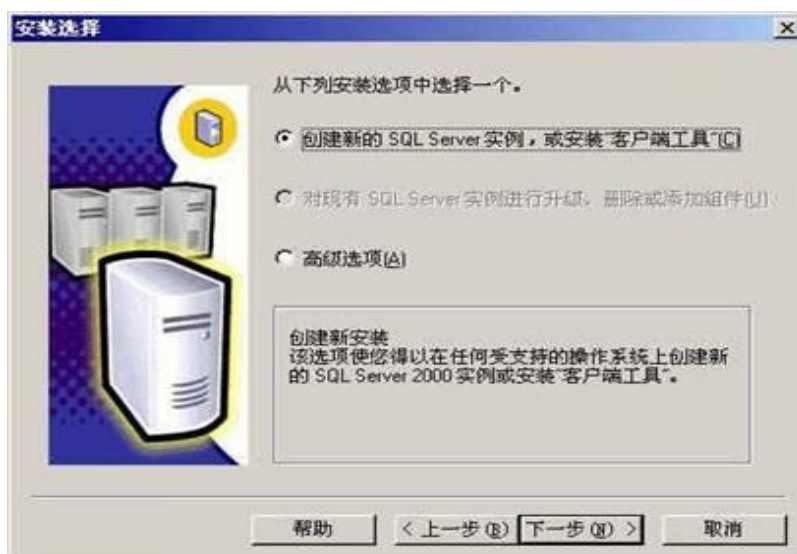 安装选择
从下列安装选项中选择一个。
创建新的 SQL Server 实例，或安装"客户端工具"(C)
对现有 SQL Server 实例进行升级、删除或添加组件(U)
高级选项(A)
创建新安装
该选项使您得以在任何受支持的操作系统上创建新
的 SQL Server 2000 实例或安装"客户端工具"。
帮助
< 上一步(B)
下一步(N) >
取消